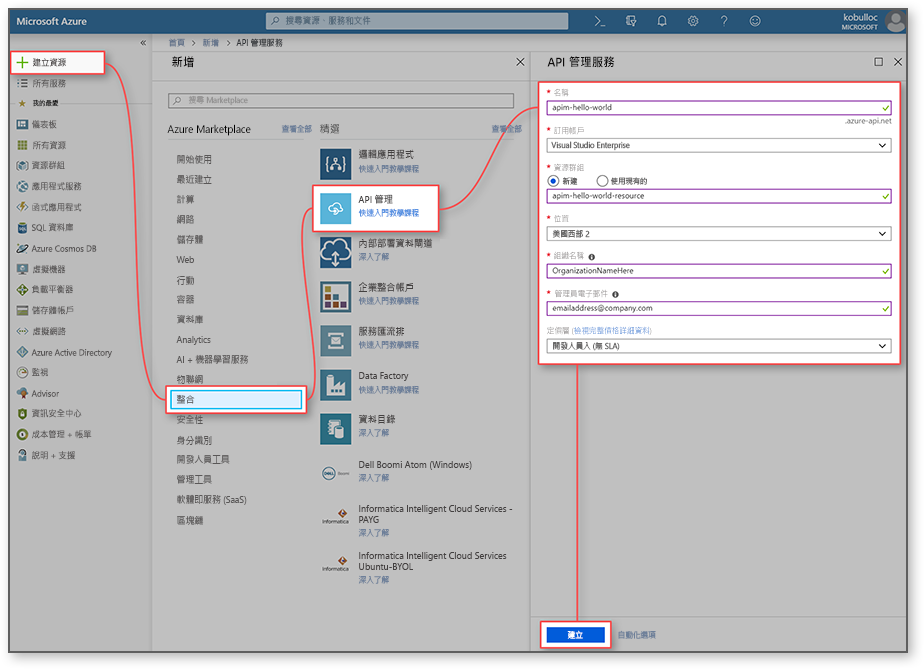 Microsoft Azure
搜尋資源、服務和文件
kobulloc
MICROSOFT
首頁 > 新增 > API 管理服務
建立資源
所有服務
我的最愛
儀表板
所有資源
資源群組
應用程式服務
函式應用程式
SQL 資料庫
Azure Cosmos DB
虛擬機器
負載平衡器
儲存體帳戶
虛擬網路
Azure Active Directory
監視
Advisor
資訊安全中心
成本管理 + 帳單
說明 + 支援
新增
搜尋 Marketplace
Azure Marketplace 查看全部
開始使用
最近建立
計算
網路
儲存體
Web
行動
容器
資料庫
Analytics
AI + 機器學習服務
物聯網
整合
安全性
身分識別
開發人員工具
管理工具
軟體即服務 (SaaS)
區塊鏈
精選 查看全部
邏輯應用程式
快速入門教學課程
API 管理
快速入門教學課程
內部部署資料閘道
深入了解
企業整合帳戶
快速入門教學課程
服務匯流排
快速入門教學課程
Data Factory
快速入門教學課程
資料目錄
深入了解
DELL Boomi
Dell Boomi Atom (Windows)
深入了解
Informatica
Informatica Intelligent Cloud Services -
PAYG
深入了解
Informatica
Informatica Intelligent Cloud Services
Ubuntu-BYOL
深入了解
API 管理服務
* 名稱
apim-hello-world
.azure-api.net
* 訂用帳戶
Visual Studio Enterprise
* 資源群組
新建 使用現有的
apim-hello-world-resource
* 位置
美國西部 2
* 組織名稱
OrganizationNameHere
* 管理員電子郵件
emailaddress@company.com
定價層 (檢視完整價格詳細資料)
開發人員入 (無 SLA)
建立 自動化選項